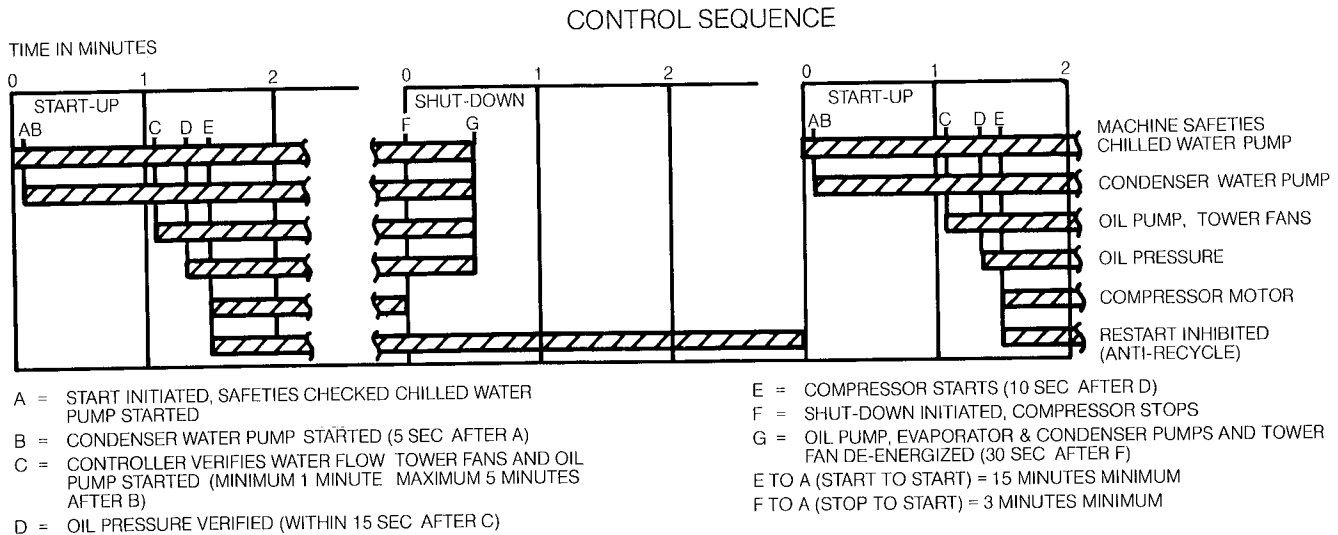 CONTROL SEQUENCE
TIME IN MINUTES
0 1 2 0 1 2 0 1 2
START-UP SHUT-DOWN START-UP
AB C D E F G AB C D E
MACHINE SAFETIES
CHILLED WATER PUMP
CONDENSER WATER PUMP
OIL PUMP, TOWER FANS
OIL PRESSURE
COMPRESSOR MOTOR
RESTART INHIBITED
(ANTI-RECYCLE)
A = START INITIATED, SAFETIES CHECKED CHILLED WATER
PUMP STARTED
B = CONDENSER WATER PUMP STARTED (5 SEC AFTER A)
C = CONTROLLER VERIFIES WATER FLOW TOWER FANS AND OIL
PUMP STARTED (MINIMUM 1 MINUTE MAXIMUM 5 MINUTES
AFTER B)
D = OIL PRESSURE VERIFIED (WITHIN 15 SEC AFTER C)
E = COMPRESSOR STARTS (10 SEC AFTER D)
F = SHUT-DOWN INITIATED, COMPRESSOR STOPS
G = OIL PUMP, EVAPORATOR & CONDENSER PUMPS AND TOWER
FAN DE-ENERGIZED (30 SEC AFTER F)
E TO A (START TO START) = 15 MINUTES MINIMUM
F TO A (STOP TO START) = 3 MINUTES MINIMUM